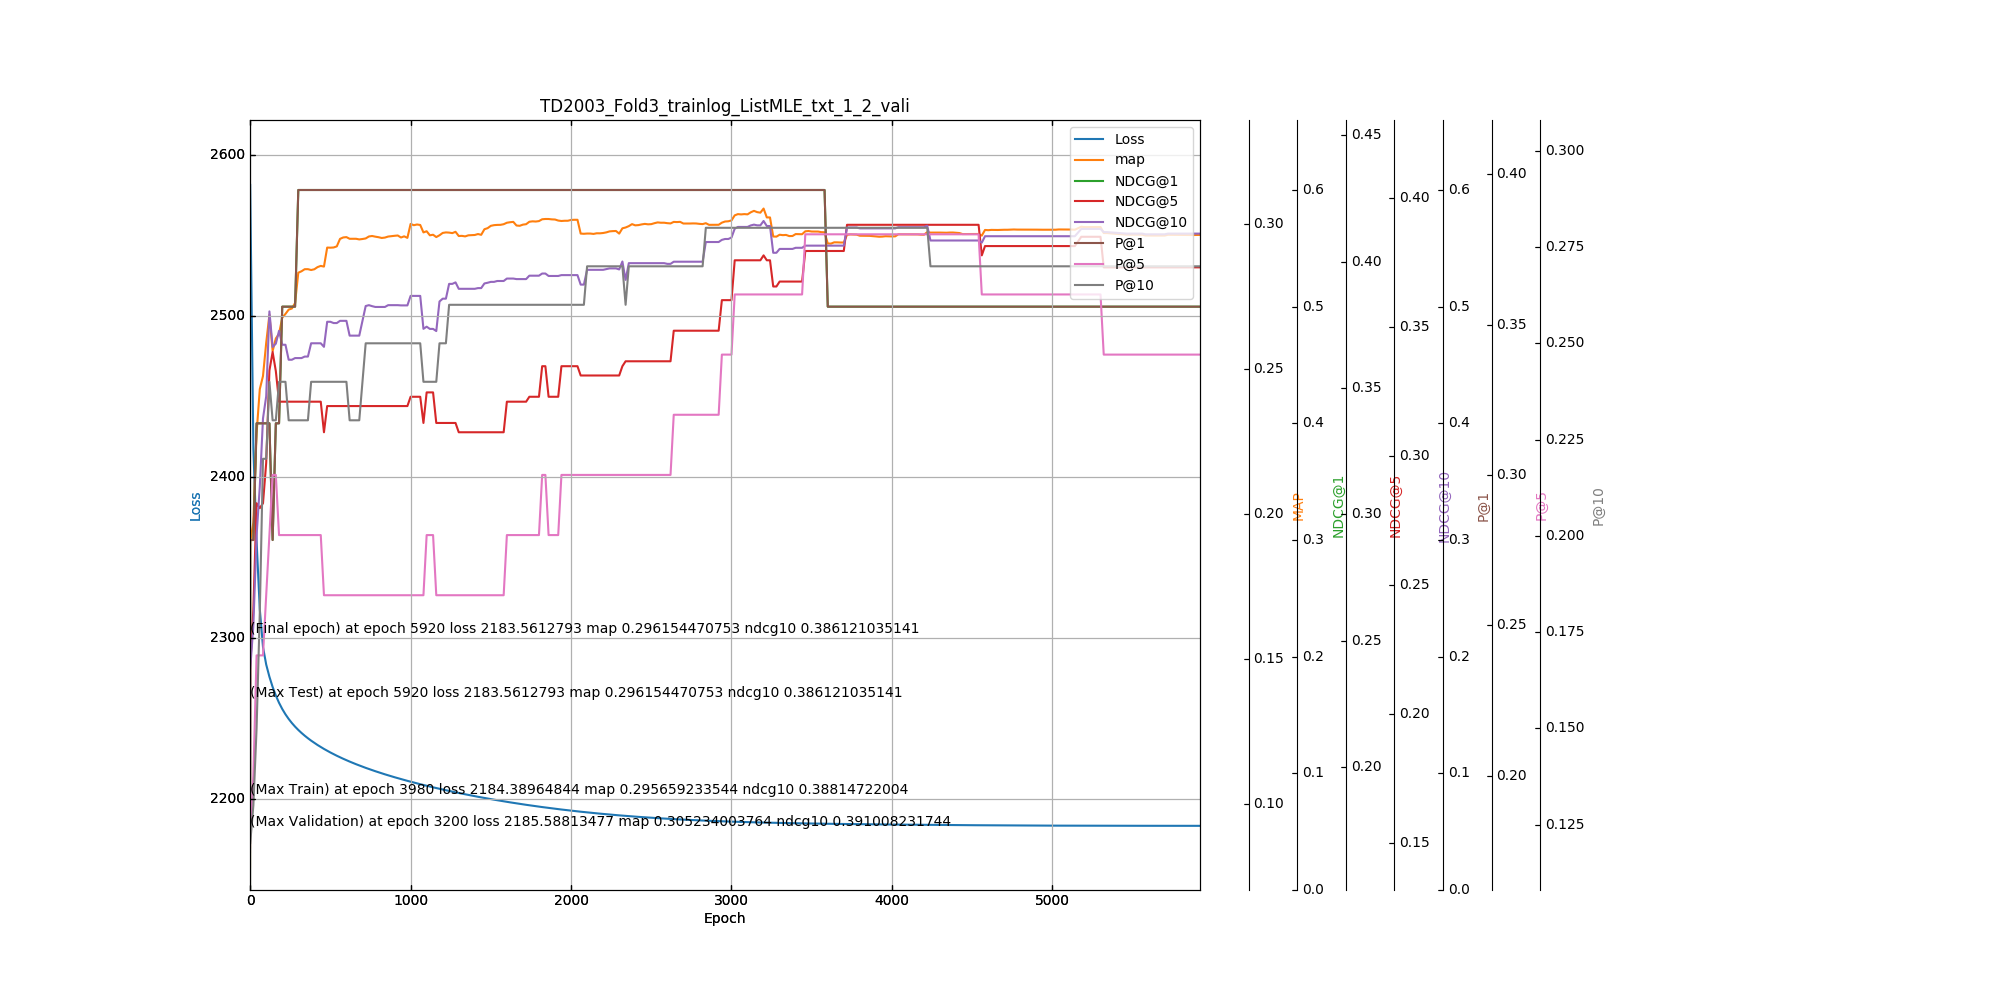 TD2003_Fold3_trainlog_ListMLE_txt_1_2_vali
Loss
map
NDCG@1
NDCG@5
NDCG@10
P@1
P@5
P@10
2600
2500
2400
2300
2200
Loss
(Final epoch) at epoch 5920 loss 2183.5612793 map 0.296154470753 ndcg10 0.386121035141
(Max Test) at epoch 5920 loss 2183.5612793 map 0.296154470753 ndcg10 0.386121035141
(Max Train) at epoch 3980 loss 2184.38964844 map 0.295659233544 ndcg10 0.38814722004
(Max Validation) at epoch 3200 loss 2185.58813477 map 0.305234003764 ndcg10 0.391008231744
0 1000 2000 3000 4000 5000
Epoch
0.30
0.25
0.20
0.15
0.10
MAP
0.6
0.5
0.4
0.3
0.2
0.1
0.0
NDCG@1
0.45
0.40
0.35
0.30
0.25
0.20
NDCG@5
0.40
0.35
0.30
0.25
0.20
0.15
NDCG@10
0.6
0.5
0.4
0.3
0.2
0.1
0.0
P@1
0.40
0.35
0.30
0.25
0.20
P@5
0.300
0.275
0.250
0.225
0.200
0.175
0.150
0.125
P@10